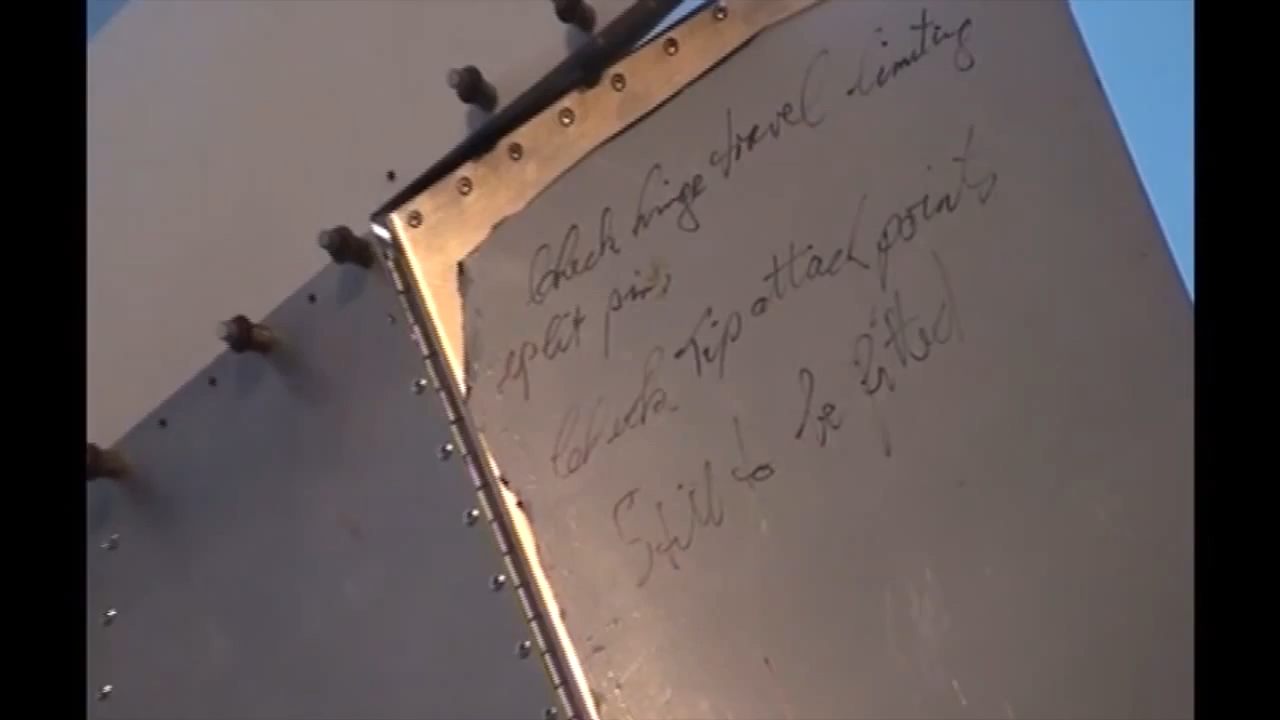 Check hinge travel limiting
split pins
Check Tip attach points
Still to be fitted